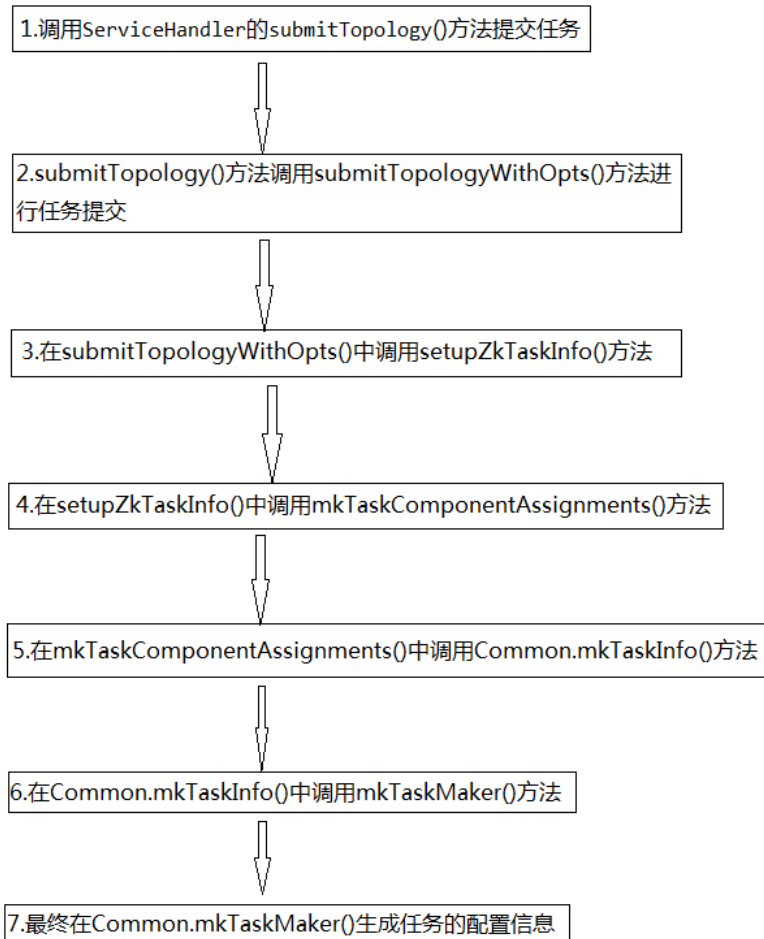 1.调用ServiceHandler的submitTopology()方法提交任务
2.submitTopology()方法调用submitTopologyWithOpts()方法进
行任务提交
3.在submitTopologyWithOpts()中调用setupZkTaskInfo()方法
4.在setupZkTaskInfo()中调用mkTaskComponentAssignments()方法
5.在mkTaskComponentAssignments()中调用Common.mkTaskInfo()方法
6.在Common.mkTaskInfo()中调用mkTaskMaker()方法
7.最终在Common.mkTaskMaker()生成任务的配置信息